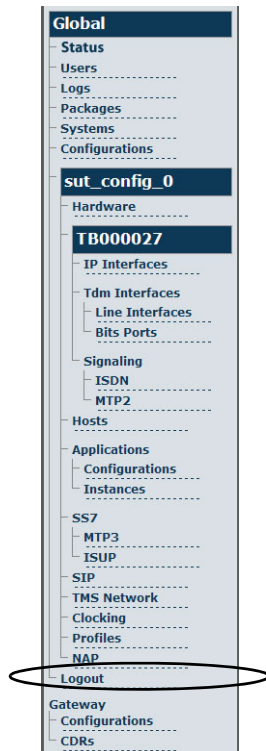 Global
Status
Users
Logs
Packages
Systems
Configurations
sut_config_0
Hardware
TB000027
IP Interfaces
Tdm Interfaces
Line Interfaces
Bits Ports
Signaling
ISDN
MTP2
Hosts
Applications
Configurations
Instances
SS7
MTP3
ISUP
SIP
TMS Network
Clocking
Profiles
NAP
Logout
Gateway
Configurations
CDRs